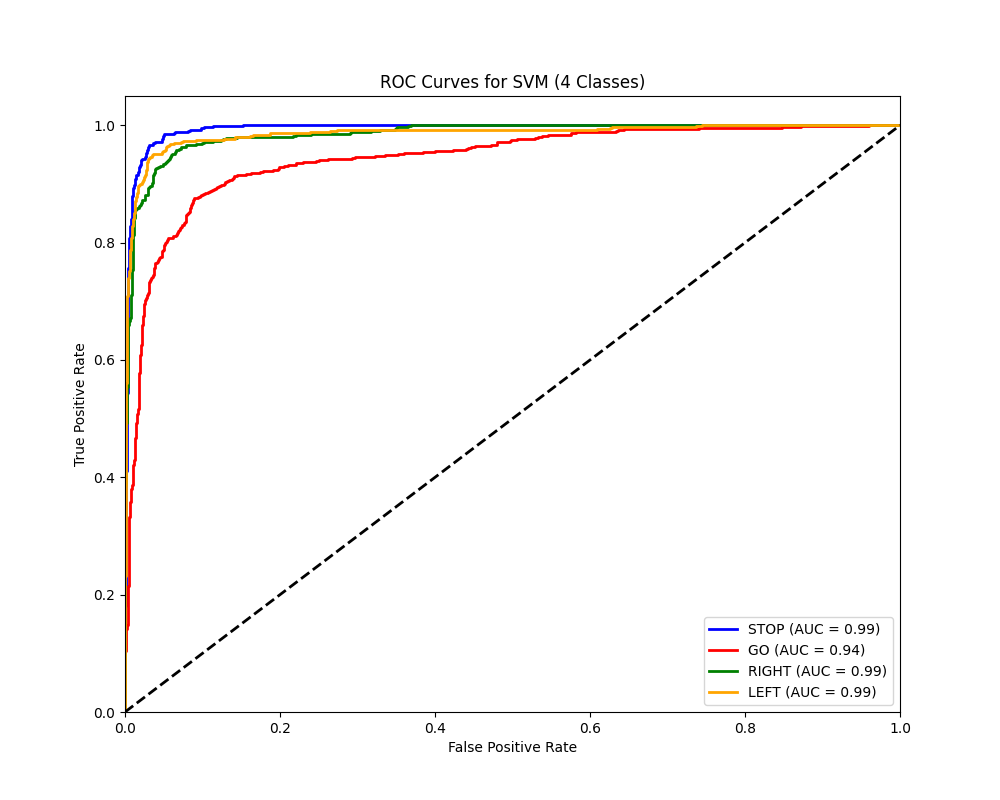 ROC Curves for SVM (4 Classes)
True Positive Rate
1.0
0.8
0.6
0.4
0.2
0.0
0.0 0.2 0.4 0.6 0.8 1.0
False Positive Rate
STOP (AUC = 0.99)
GO (AUC = 0.94)
RIGHT (AUC = 0.99)
LEFT (AUC = 0.99)